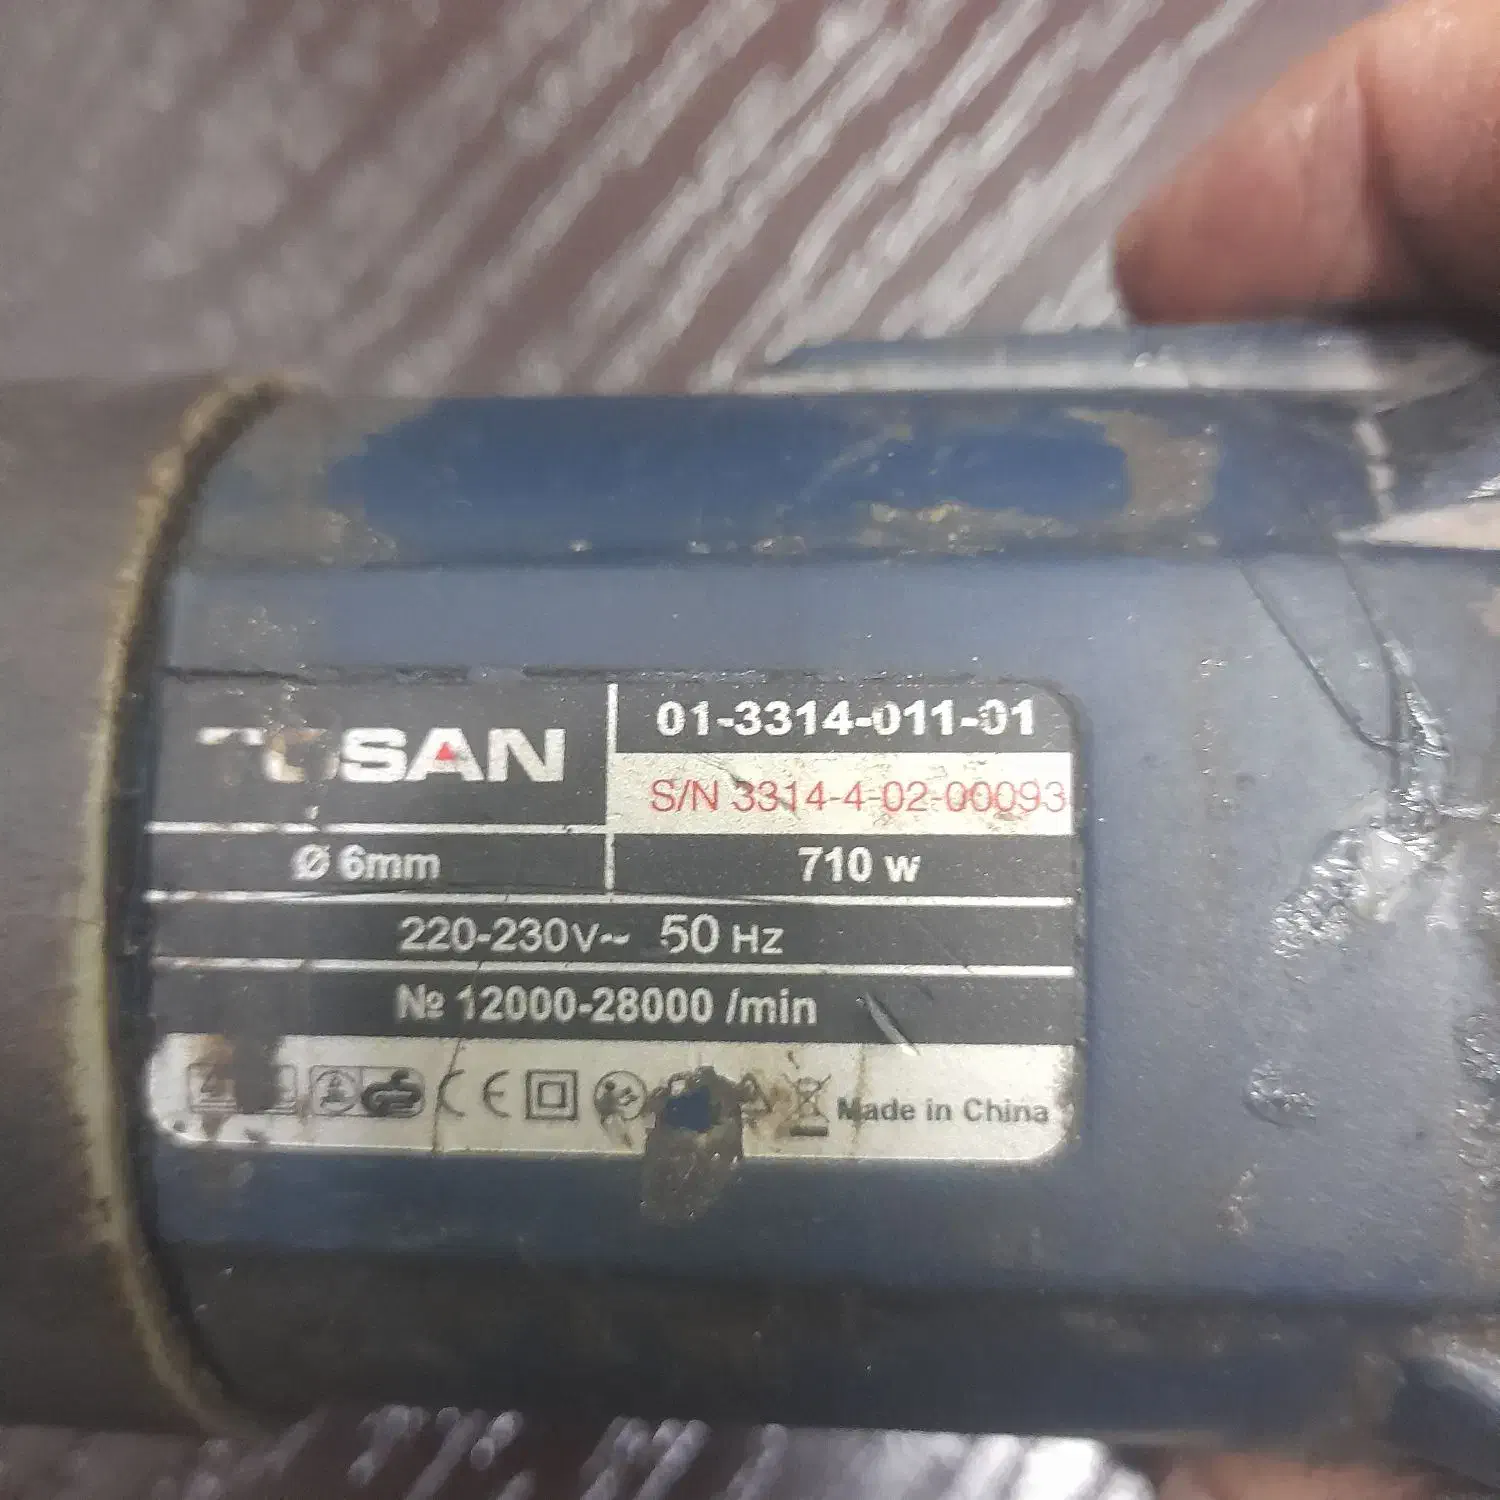 TOSAN
01-3314-011-01
S/N 3314-4-02-00093
Ø 6mm
710 w
220-230V~ 50 Hz
№ 12000-28000 /min
CE
Made in China